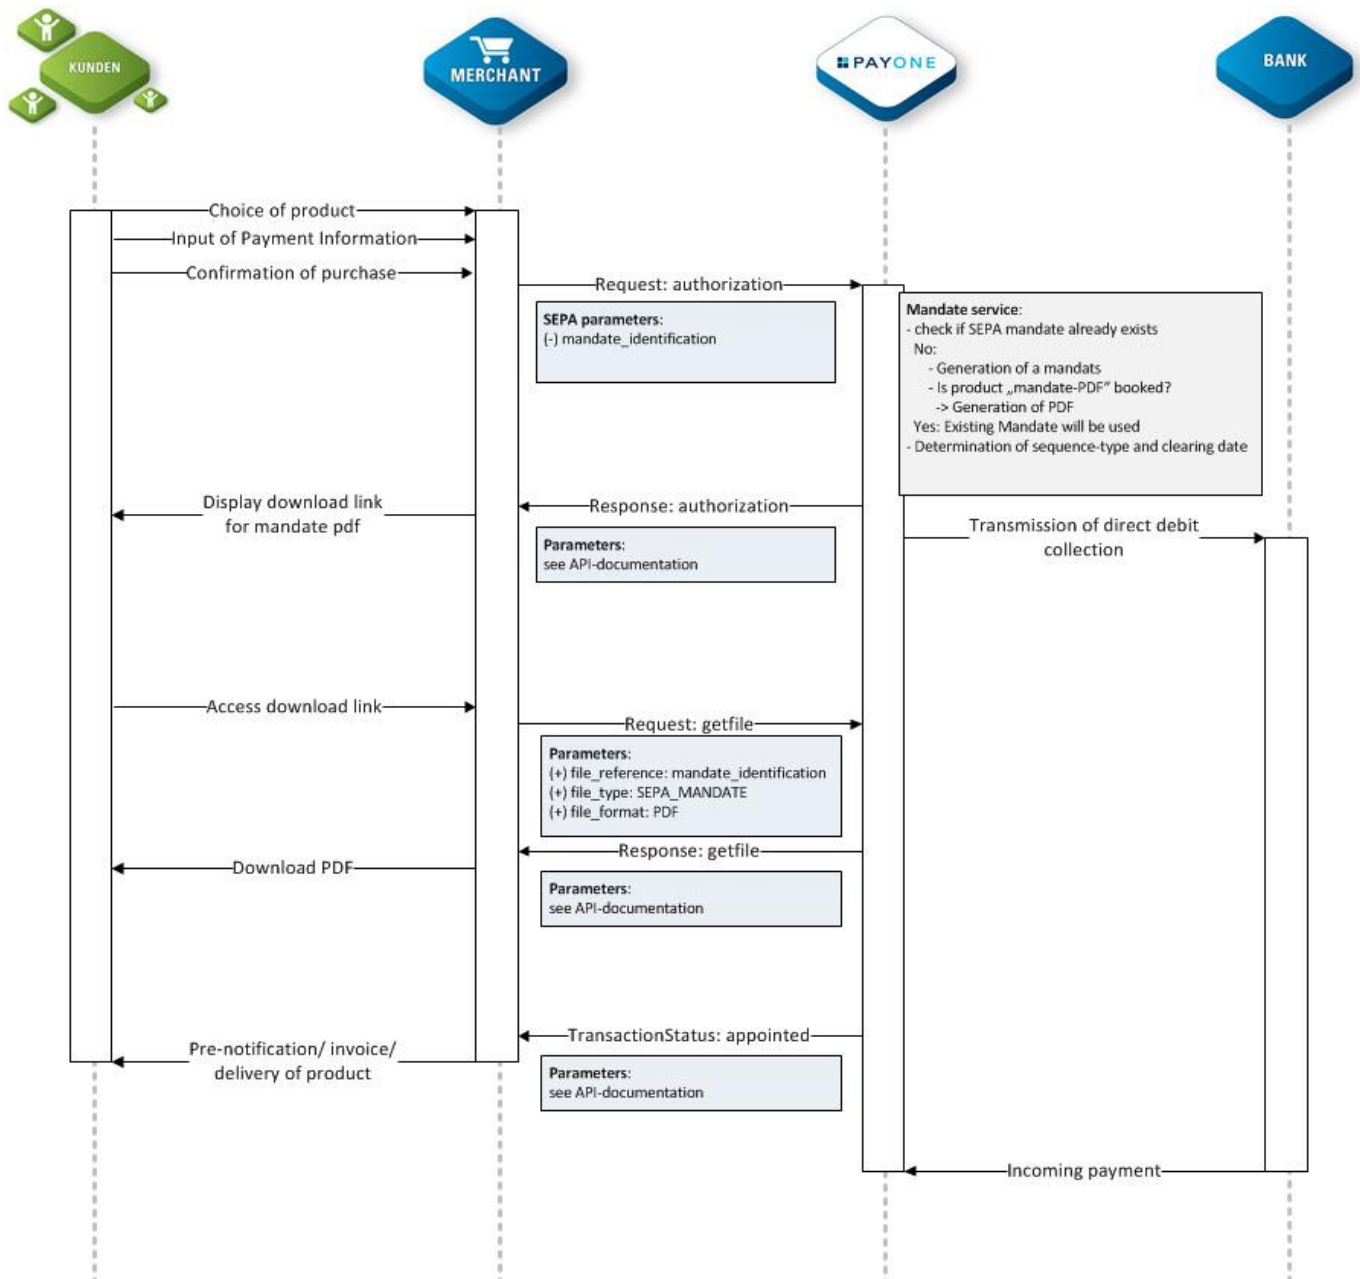 KUNDEN
MERCHANT
PAYONE
BANK
Choice of product
Input of Payment Information
Confirmation of purchase
Request: authorization
SEPA parameters:
(-) mandate_identification
Mandate service:
- check if SEPA mandate already exists
No:
- Generation of a mandats
- Is product „mandate-PDF" booked?
-> Generation of PDF
Yes: Existing Mandate will be used
- Determination of sequence-type and clearing date
Display download link
for mandate pdf
Response: authorization
Parameters:
see API-documentation
Transmission of direct debit
collection
Access download link
Request: getfile
Parameters:
(+) file_reference: mandate_identification
(+) file_type: SEPA_MANDATE
(+) file_format: PDF
Response: getfile
Download PDF
Parameters:
see API-documentation
TransactionStatus: appointed
Pre-notification/ invoice/
delivery of product
Parameters:
see API-documentation
Incoming payment